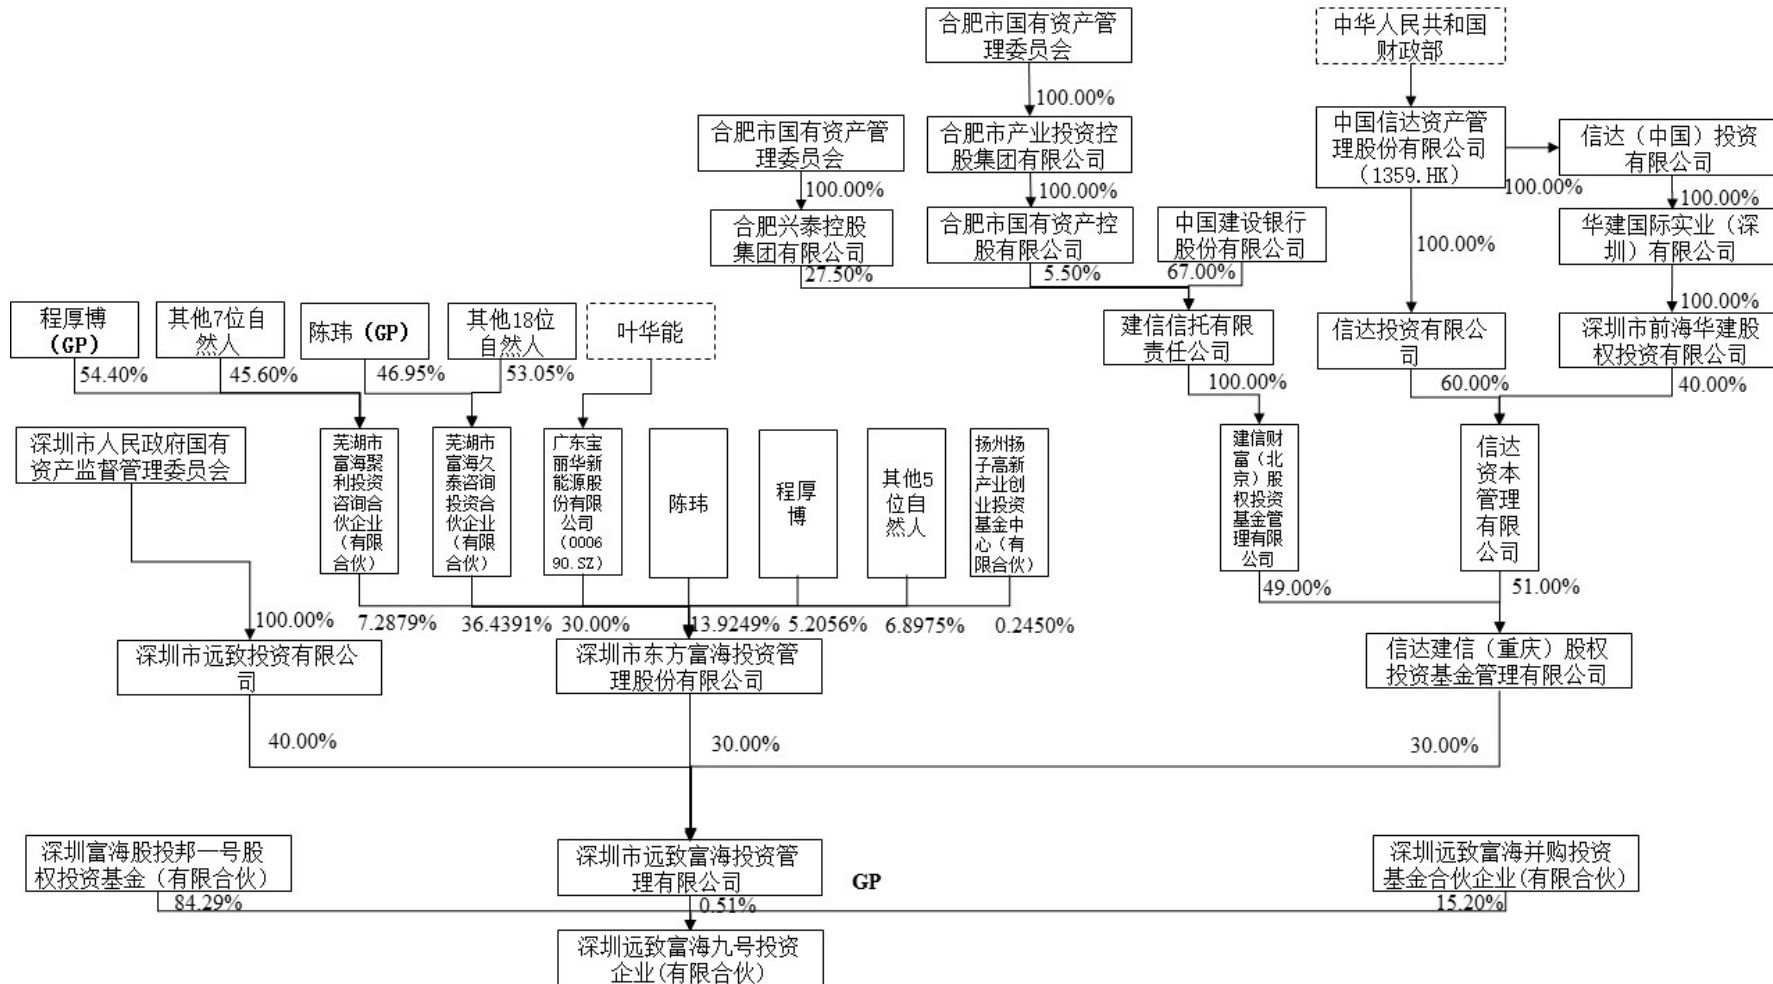 合肥市国有资产管
理委员会
中华人民共和国
财政部
100.00%
合肥市国有资产管
理委员会
合肥市产业投资控
股集团有限公司
中国信达资产管
理股份有限公司
（1359.HK）
信达（中国）投资
有限公司
100.00%
100.00%
100.00%
100.00%
合肥兴泰控股
集团有限公司
合肥市国有资产控
股有限公司
中国建设银行
股份有限公司
华建国际实业（深
圳）有限公司
100.00%
27.50%
5.50%
67.00%
100.00%
程厚博
（GP）
其他7位自
然人
陈玮（GP）
其他18位
自然人
叶华能
建信信托有限
责任公司
信达投资有限公
司
深圳市前海华建股
权投资有限公司
54.40%
45.60%
46.95%
53.05%
100.00%
60.00%
40.00%
深圳市人民政府国有
资产监督管理委员会
芜湖市
富海聚
利投资
咨询合
伙企业
（有限
合伙）
芜湖市
富海久
泰咨询
投资合
伙企业
（有限
合伙）
广东宝
丽华新
能源股
份有限
公司
（0006
90.SZ）
陈玮
程厚
博
其他5
位自
然人
扬州扬
子高新
产业创
业投资
基金中
心（有
限合伙）
建信财
富（北
京）股
权投资
基金管
理有限
公司
信达
资本
管理
有限
公司
49.00%
51.00%
100.00%
7.2879%
36.4391%
30.00%
13.9249%
5.2056%
6.8975%
0.2450%
深圳市远致投资有限公
司
深圳市东方富海投资管
理股份有限公司
信达建信（重庆）股权
投资基金管理有限公司
40.00%
30.00%
30.00%
深圳富海股投邦一号股
权投资基金（有限合伙）
深圳市远致富海投资管
理有限公司
GP
深圳远致富海并购投资
基金合伙企业(有限合伙)
84.29%
0.51%
15.20%
深圳远致富海九号投资
企业(有限合伙)